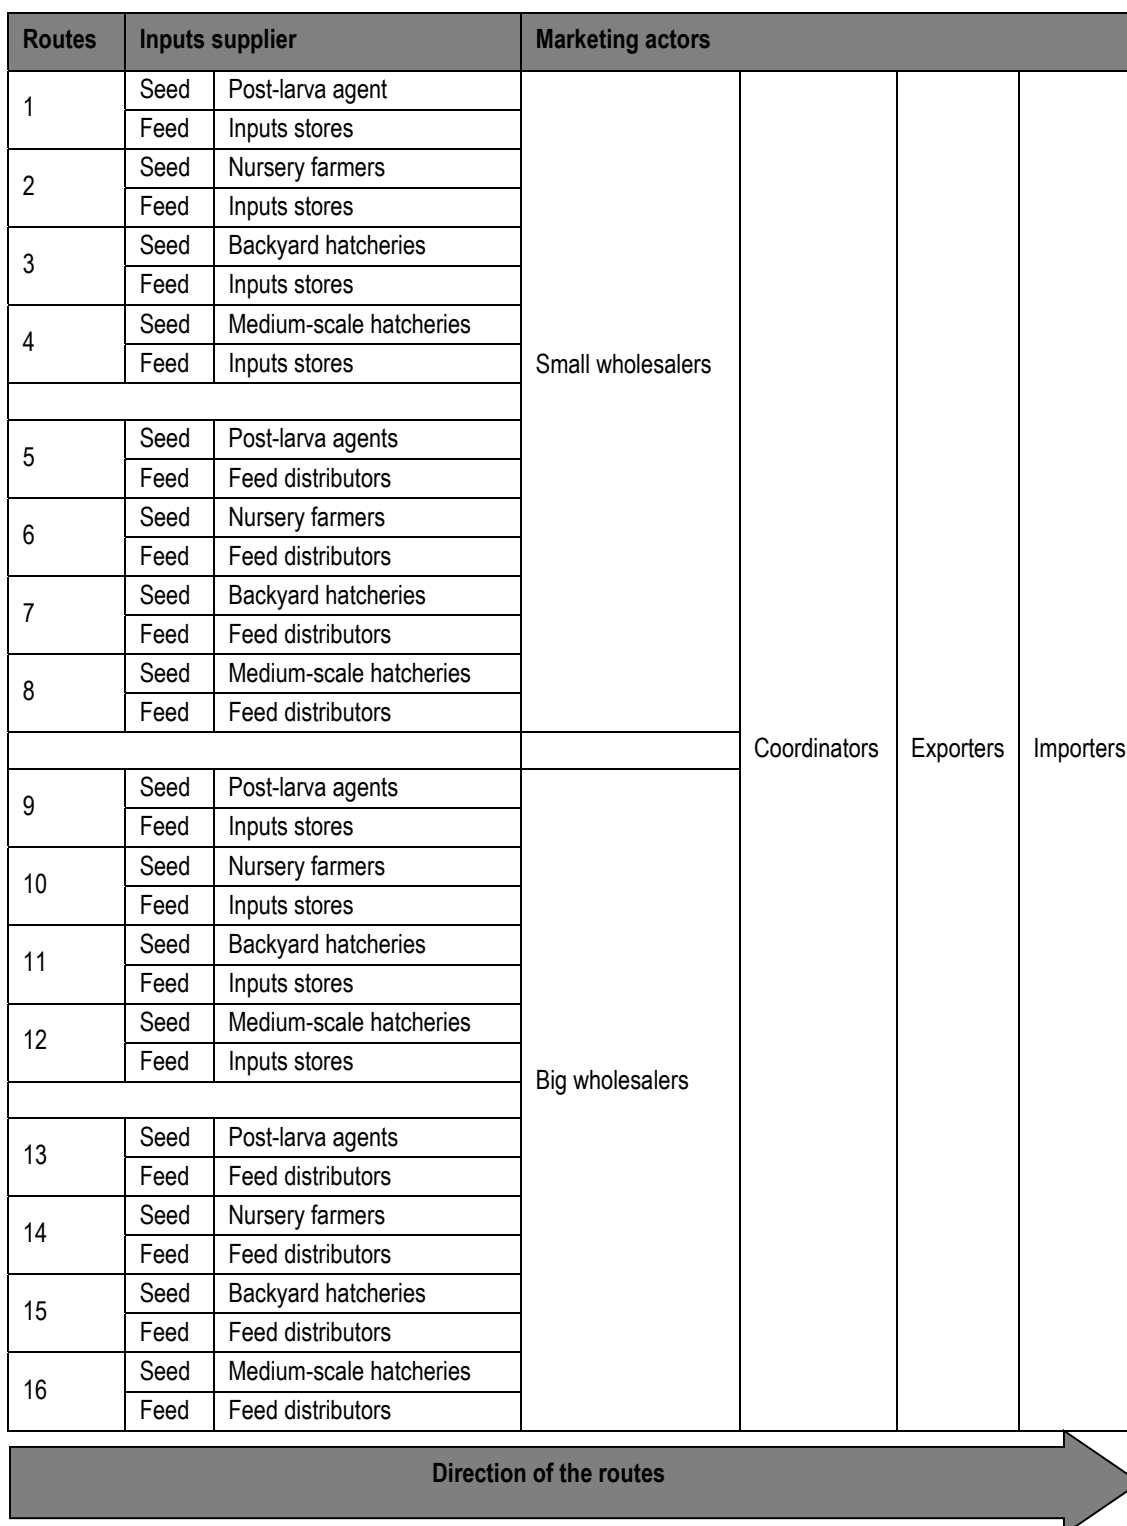 Routes Inputs supplier Marketing actors
1 Seed Post-larva agent
Feed Inputs stores
2 Seed Nursery farmers
Feed Inputs stores
3 Seed Backyard hatcheries
Feed Inputs stores
4 Seed Medium-scale hatcheries
Feed Inputs stores
Small wholesalers
5 Seed Post-larva agents
Feed Feed distributors
6 Seed Nursery farmers
Feed Feed distributors
7 Seed Backyard hatcheries
Feed Feed distributors
8 Seed Medium-scale hatcheries
Feed Feed distributors
Coordinators Exporters Importers
9 Seed Post-larva agents
Feed Inputs stores
10 Seed Nursery farmers
Feed Inputs stores
11 Seed Backyard hatcheries
Feed Inputs stores
12 Seed Medium-scale hatcheries
Feed Inputs stores
Big wholesalers
13 Seed Post-larva agents
Feed Feed distributors
14 Seed Nursery farmers
Feed Feed distributors
15 Seed Backyard hatcheries
Feed Feed distributors
16 Seed Medium-scale hatcheries
Feed Feed distributors
Direction of the routes